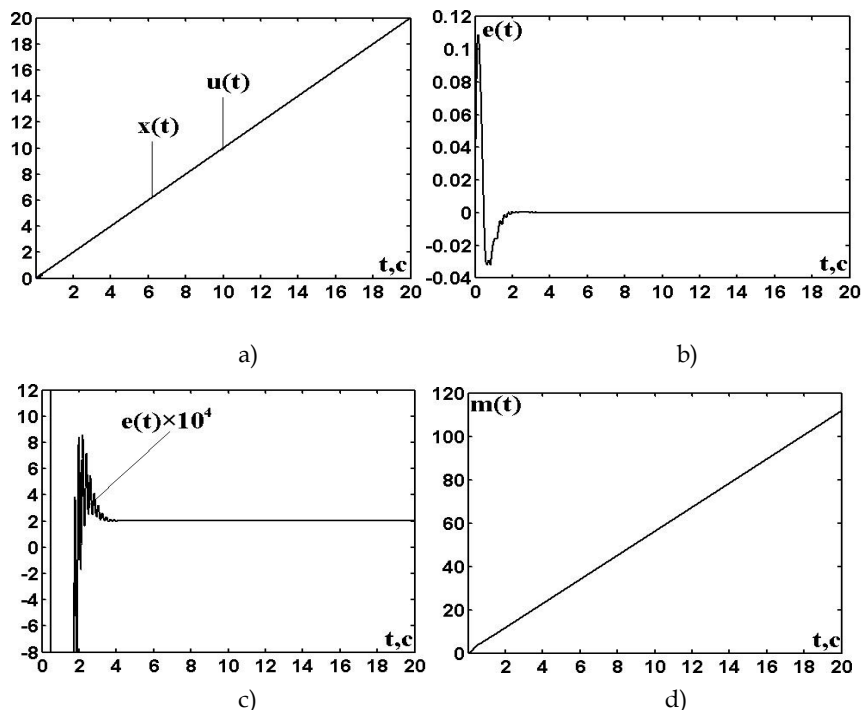 20
18
16
14
12
10
8
6
4
2
0
u(t)
x(t)
t,c
2 4 6 8 10 12 14 16 18 20
a)
0.12
0.1
0.08
0.06
0.04
0.02
0
-0.02
-0.04
e(t)
t,c
0 2 4 6 8 10 12 14 16 18 20
b)
12
10
8
6
4
2
0
-2
-4
-6
-8
e(t)×10⁴
t,c
0 2 4 6 8 10 12 14 16 18 20
c)
120
100
80
60
40
20
0
m(t)
t,c
2 4 6 8 10 12 14 16 18 20
d)